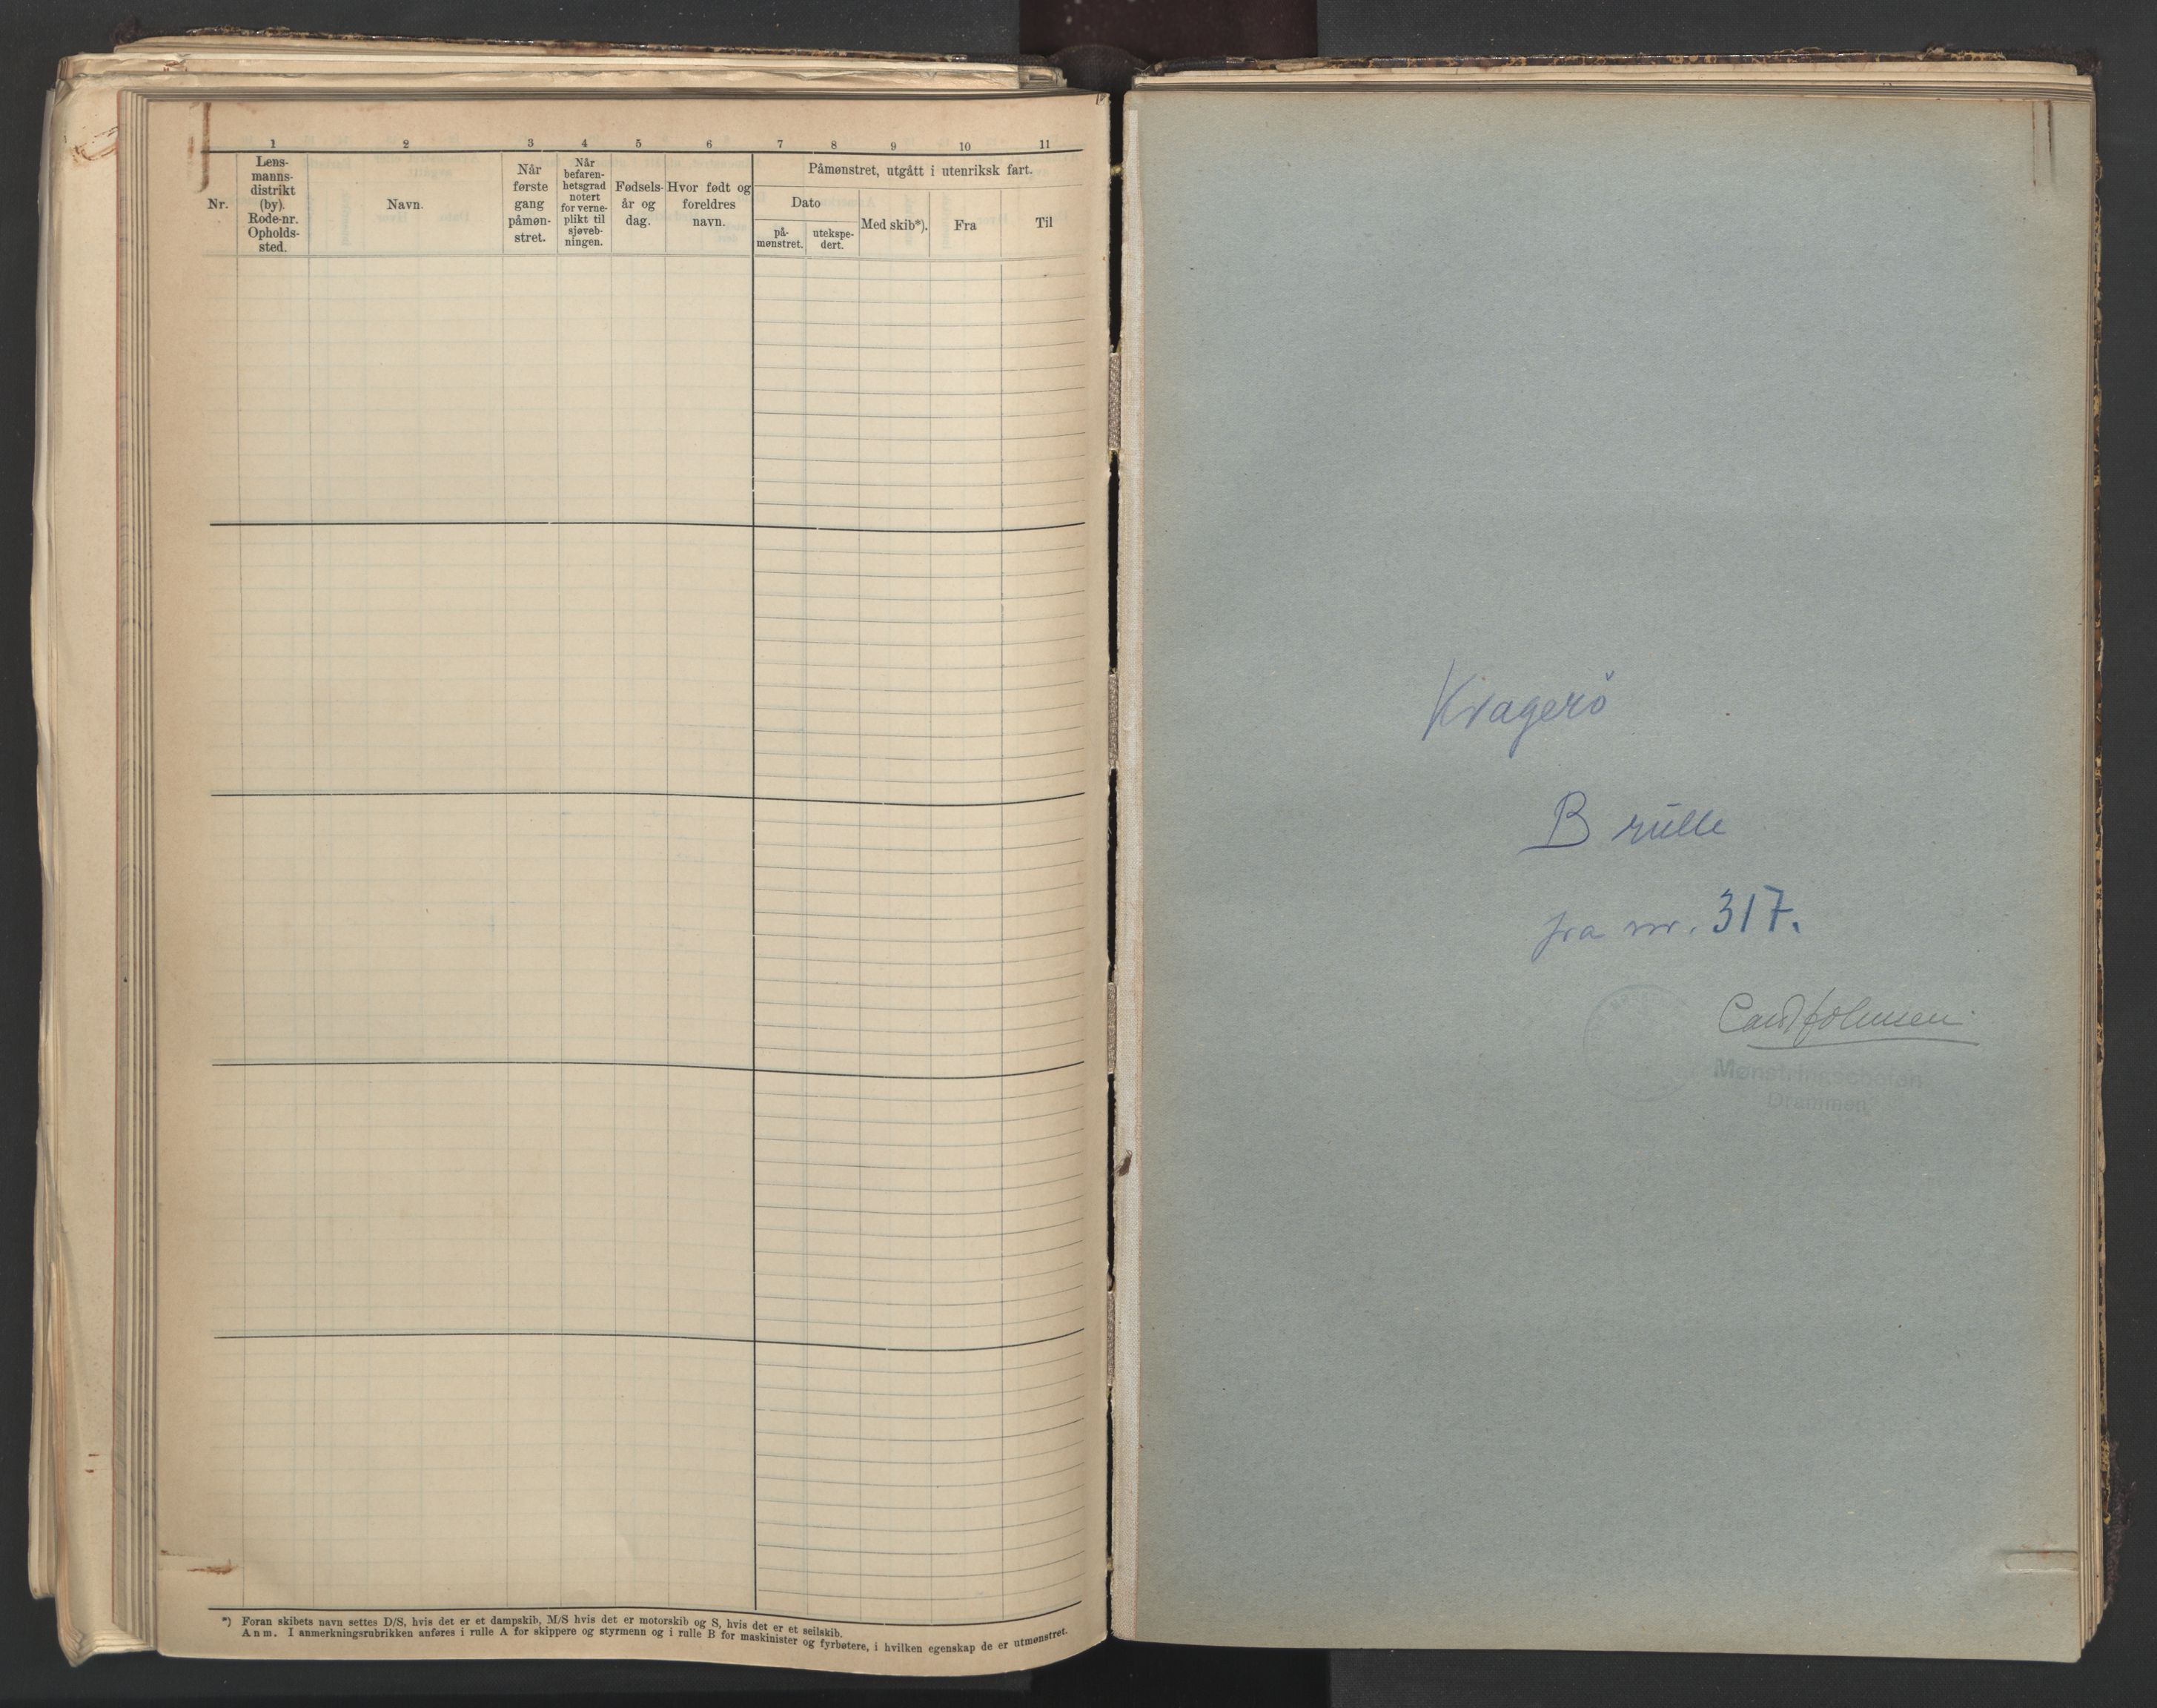 1 2 3 4 5 6 7 8 9 10 11
Nr.
Lens-
manns-
distrikt
(by).
Rode-nr.
Opholds-
sted.
Navn.
Når
første
gang
påmøn-
stret.
Når
befaren-
hetsgrad
notert
for verne-
plikt til
sjøveb-
ningen.
Fødsels-
år og
dag.
Hvor født og
foreldres
navn.
Påmønstret, utgått i utenriksk fart.
Dato
på-
mønstret.
utekspe-
dert.
Med skib*).
Fra
Til
*) Foran skibets navn settes D/S, hvis det er et dampskib, M/S hvis det er motorskib og S, hvis det er et seilskib.
Anm. I anmerkningsrubrikken anføres i rulle A for skippere og styrmenn og i rulle B for maskinister og fyrbøtere, i hvilken egenskap de er utmønstret.
Kragerö
B rulle
fra nr. 317.
Mønstringschefen
Drammen